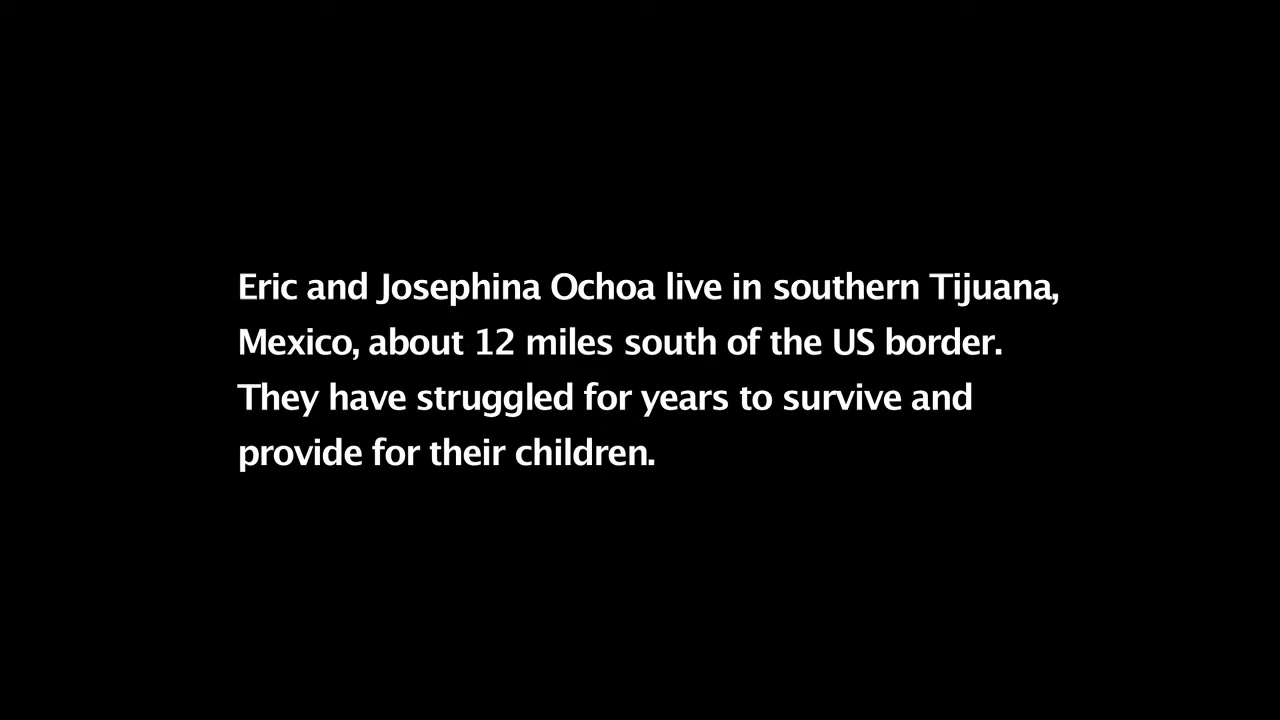 Eric and Josephina Ochoa live in southern Tijuana,
Mexico, about 12 miles south of the US border.
They have struggled for years to survive and
provide for their children.